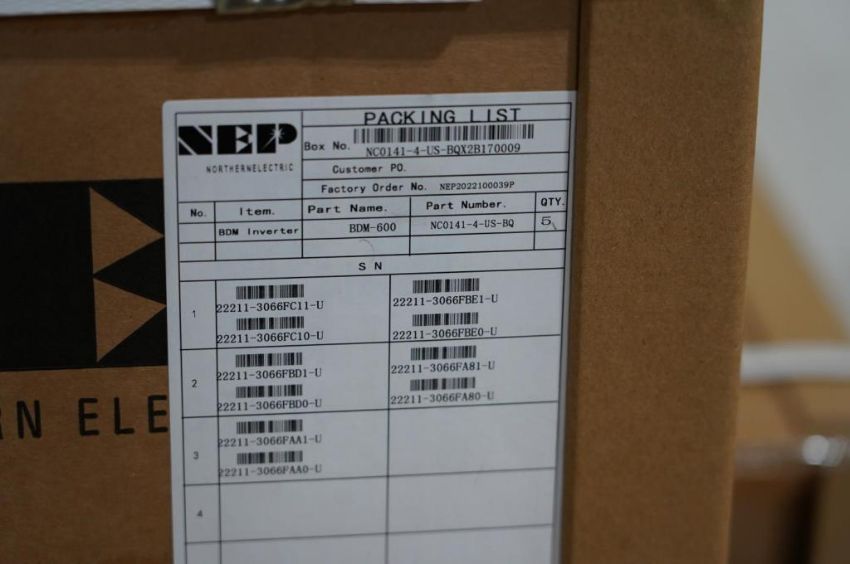 PACKING LIST
NEP
NORTHERNELECTRIC
Box No.
NC0141-4-US-BQX2B170009
Customer PO.
Factory Order No. NEP2022100039P
No. Item. Part Name. Part Number. QTY.
BDM Inverter BDM-600 NC0141-4-US-BQ 5
S N
1
22211-3066FC11-U 22211-3066FBE1-U
22211-3066FC10-U 22211-3066FBE0-U
2
22211-3066FBD1-U 22211-3066FA81-U
22211-3066FBD0-U 22211-3066FA80-U
3
22211-3066FAA1-U
22211-3066FAA0-U
4
RN ELE